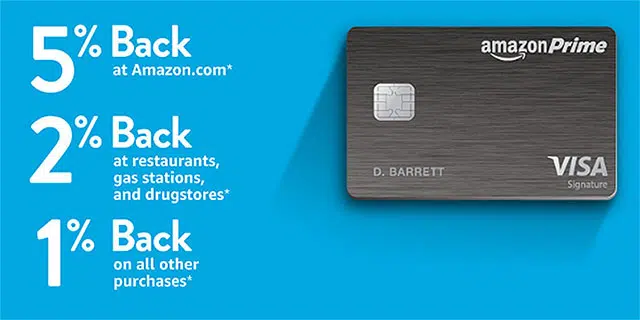 5% Back
at Amazon.com*
2% Back
at restaurants,
gas stations,
and drugstores*
1% Back
on all other
purchases*
amazonPrime
D. BARRETT
VISA
Signature